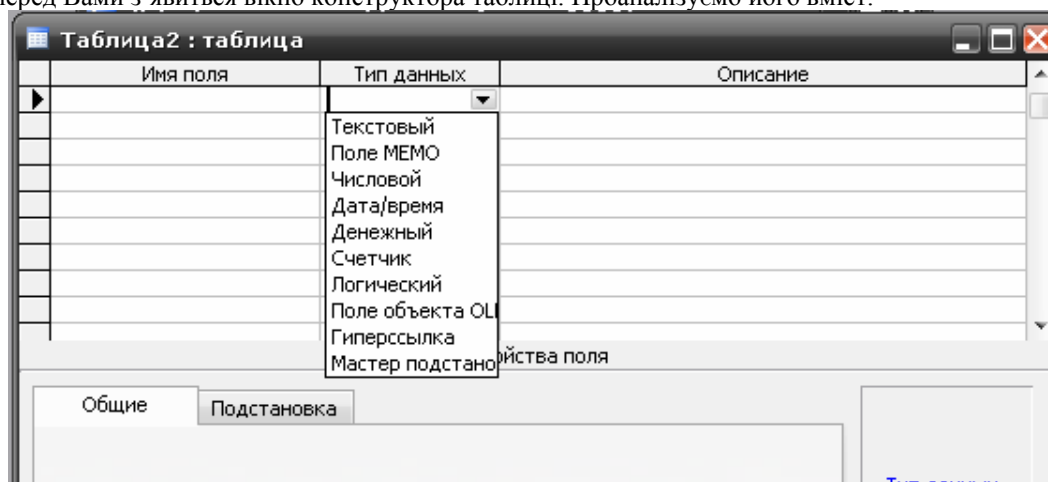 перед Вами з’явиться вікно конструктора таблиці. Проаналізуємо його вміст.
Таблица2 : таблица
Имя поля Тип данных Описание
Текстовый
Поле МЕМО
Числовой
Дата/время
Денежный
Счетчик
Логический
Поле объекта OL
Гиперссылка
Мастер подстано
йства поля
Общие Подстановка